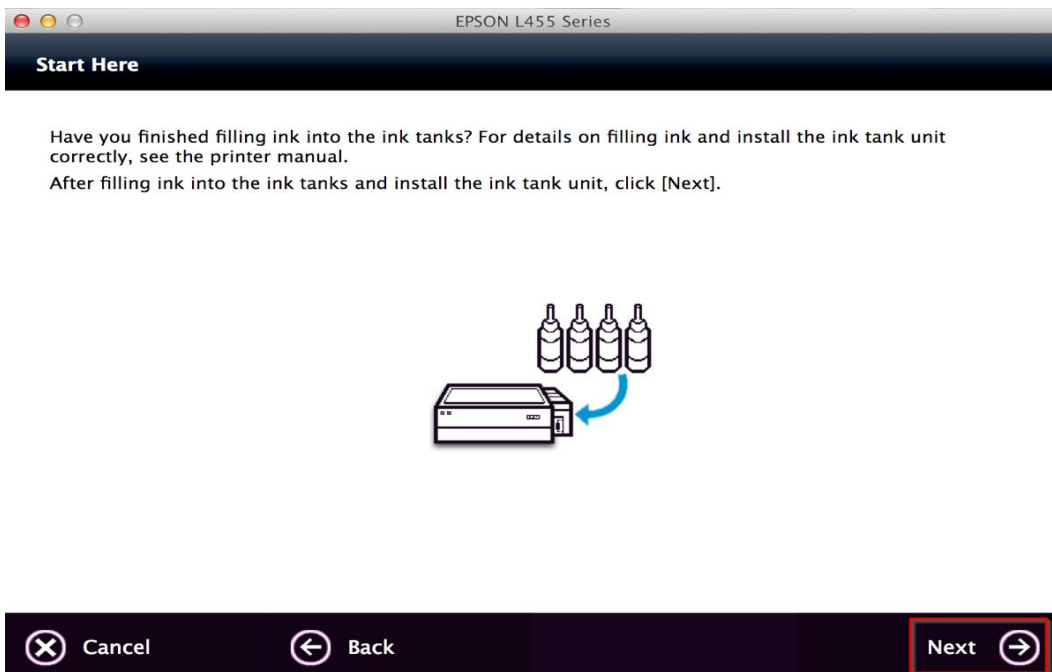 EPSON L455 Series
Start Here
Have you finished filling ink into the ink tanks? For details on filling ink and install the ink tank unit
correctly, see the printer manual.
After filling ink into the ink tanks and install the ink tank unit, click [Next].
Cancel
Back
Next